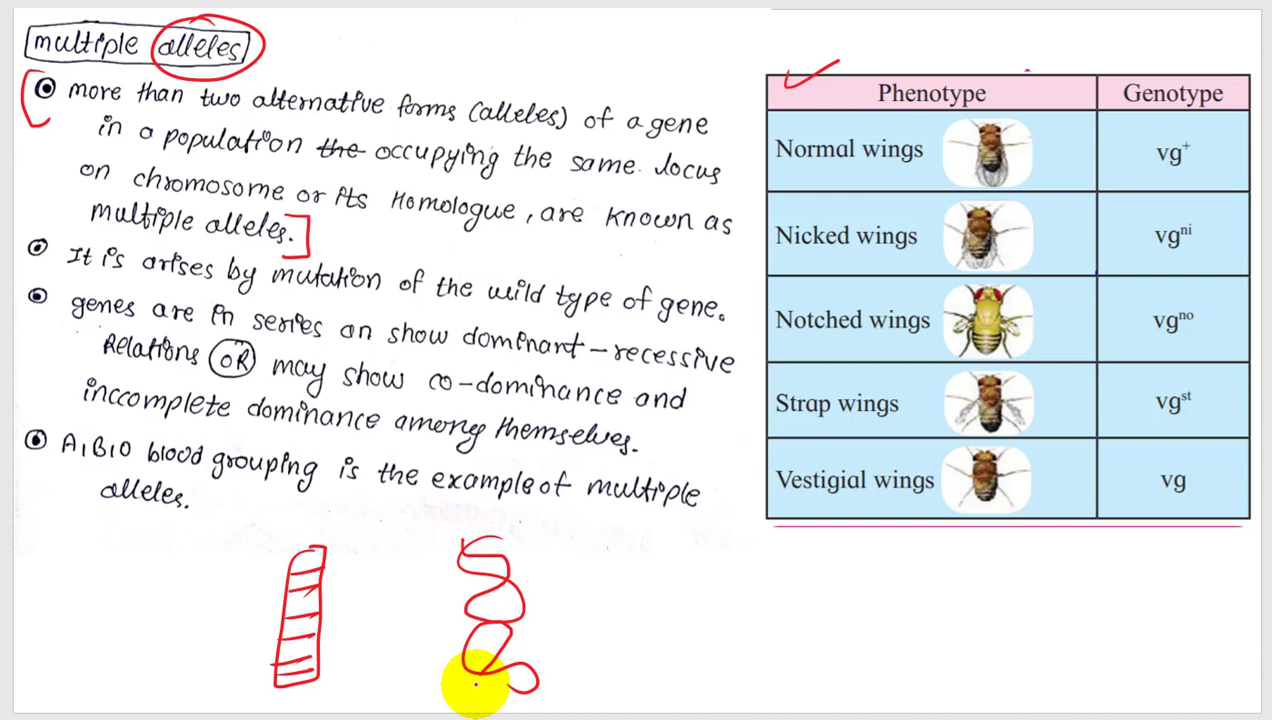 multiple alleles
more than two alternative forms (alleles) of a gene
in a population the occupying the same locus
on chromosome or its Homologue, are known as
multiple alleles.
It is arises by mutation of the wild type of gene.
genes are in series an show dominant - recessive
Relations OR may show co-dominance and
inccomplete dominance among themselves.
A,B,O blood grouping is the example of multiple
alleles.
Phenotype Genotype
Normal wings vg+
Nicked wings vgni
Notched wings vgno
Strap wings vgst
Vestigial wings vg